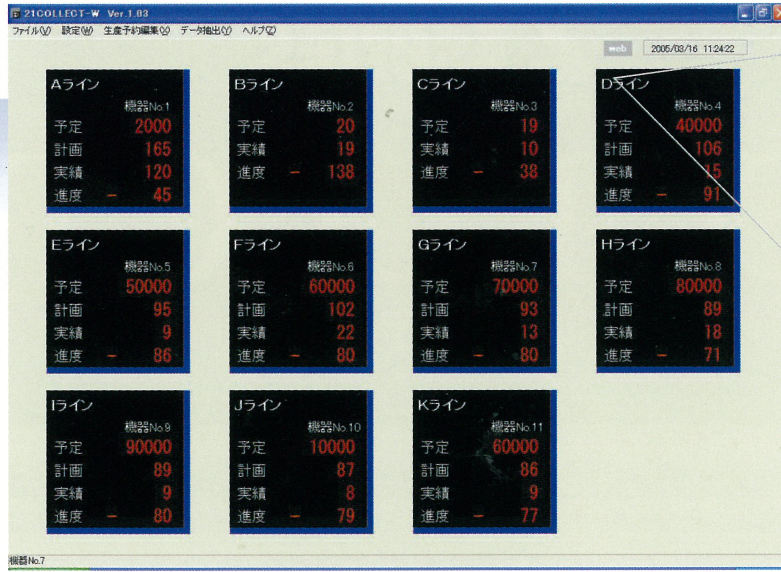 21COLLECT-W Ver.1.03
ファイル(V) 設定(W) 生産予約編集(X) データ抽出(Y) ヘルプ(Z)
web 2005/03/16 11:24:22
Aライン
機器No.1
予定 2000
計画 165
実績 120
進度 - 45
Bライン
機器No.2
予定 20
実績 19
進度 - 138
Cライン
機器No.3
予定 19
実績 10
進度 - 38
Dライン
機器No.4
予定 40000
計画 106
実績 15
進度 - 91
Eライン
機器No.5
予定 50000
計画 95
実績 9
進度 - 86
Fライン
機器No.6
予定 60000
計画 102
実績 22
進度 - 80
Gライン
機器No.7
予定 70000
計画 93
実績 13
進度 - 80
Hライン
機器No.8
予定 80000
計画 89
実績 18
進度 - 71
Iライン
機器No.9
予定 90000
計画 89
実績 9
進度 - 80
Jライン
機器No.10
予定 10000
計画 87
実績 8
進度 - 79
Kライン
機器No.11
予定 60000
計画 86
実績 9
進度 - 77
機器No.7